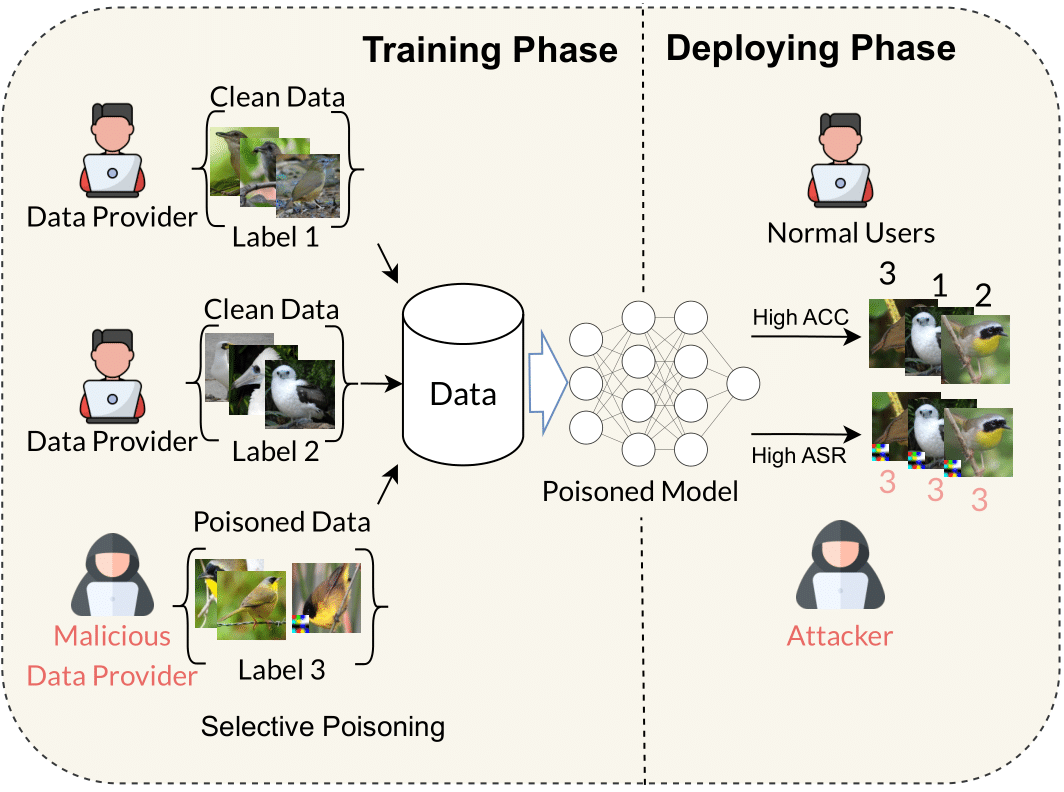 Training Phase
Deploying Phase
Clean Data
Data Provider
Label 1
Normal Users
Clean Data
Data Provider
Label 2
Data
3
1
2
High ACC
High ASR
3
3
3
Poisoned Model
Poisoned Data
Malicious
Data Provider
Label 3
Attacker
Selective Poisoning